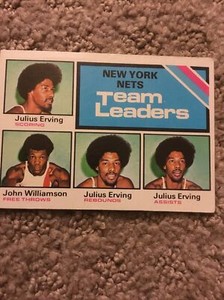 NEW YORK
NETS
Team
Leaders
Julius Erving
SCORING
John Williamson
FREE THROWS
Julius Erving
REBOUNDS
Julius Erving
ASSISTS